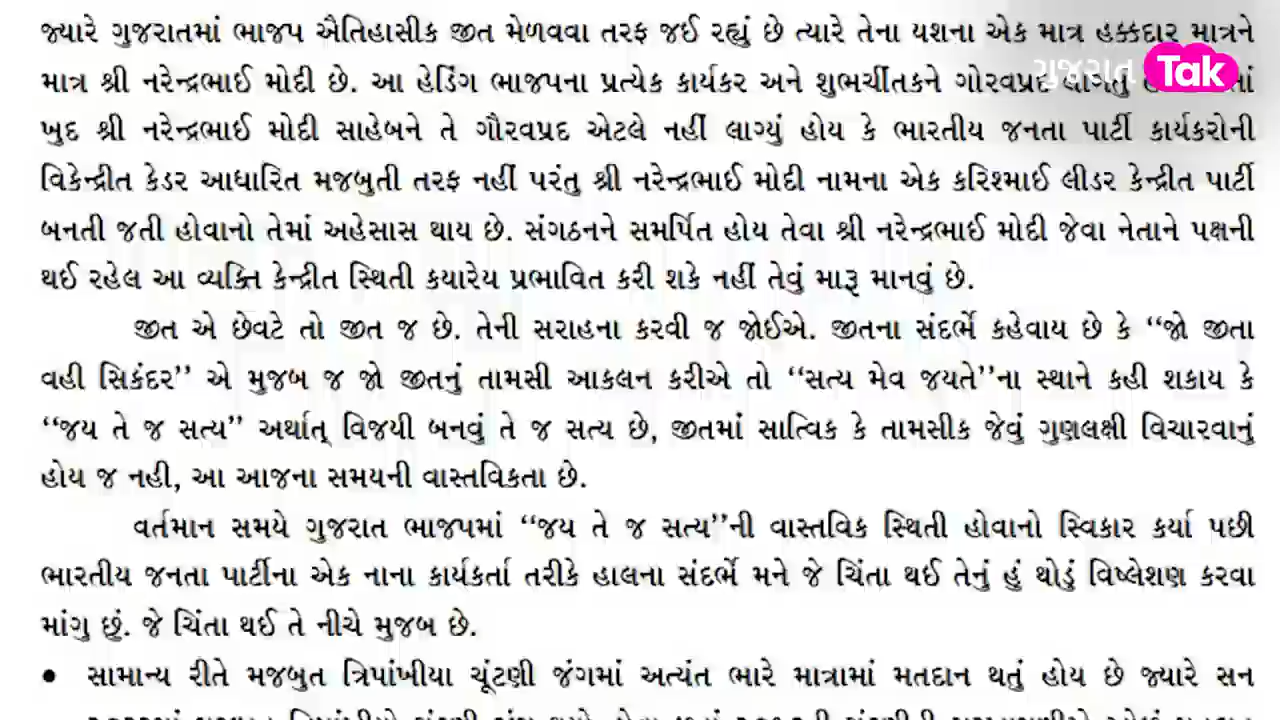 જ્યારે ગુજરાતમાં ભાજપ ઐતિહાસીક જીત મેળવવા તરફ જઈ રહ્યું છે ત્યારે તેના યશના એક માત્ર હક્કદાર માત્રને
માત્ર શ્રી નરેન્દ્રભાઈ મોદી છે. આ હેડિંગ ભાજપના પ્રત્યેક કાર્યકર અને શુભચીંતકને ગોરવપ્રદ
ગુજરાત Tak
ખુદ શ્રી નરેન્દ્રભાઈ મોદી સાહેબને તે ગૌરવપ્રદ એટલે નહીં લાગ્યું હોય કે ભારતીય જનતા પાર્ટી કાર્યકરોની
વિકેન્દ્રીત કેડર આધારિત મજબુતી તરફ નહીં પરંતુ શ્રી નરેન્દ્રભાઈ મોદી નામના એક કરિશ્માઈ લીડર કેન્દ્રીત પાર્ટી
બનતી જતી હોવાનો તેમાં અહેસાસ થાય છે. સંગઠનને સમર્પિત હોય તેવા શ્રી નરેન્દ્રભાઈ મોદી જેવા નેતાને પક્ષની
થઈ રહેલ આ વ્યક્તિ કેન્દ્રીત સ્થિતી કયારેય પ્રભાવિત કરી શકે નહીં તેવું મારૂ માનવું છે.
જીત એ છેવટે તો જીત જ છે. તેની સરાહના કરવી જ જોઈએ. જીતના સંદર્ભે કહેવાય છે કે “જો જીતા
વહી સિકંદર” એ મુજબ જ જો જીતનું તામસી આકલન કરીએ તો “સત્ય મેવ જયતે”ના સ્થાને કહી શકાય કે
“જય તે જ સત્ય” અર્થાત્ વિજયી બનવું તે જ સત્ય છે, જીતમાં સાત્વિક કે તામસીક જેવું ગુણલક્ષી વિચારવાનું
હોય જ નહી, આ આજના સમયની વાસ્તવિકતા છે.
વર્તમાન સમયે ગુજરાત ભાજપમાં “જય તે જ સત્ય”ની વાસ્તવિક સ્થિતી હોવાનો સ્વિકાર કર્યા પછી
ભારતીય જનતા પાર્ટીના એક નાના કાર્યકર્તા તરીકે હાલના સંદર્ભે મને જે ચિંતા થઈ તેનું હું થોડું વિષ્લેશણ કરવા
માંગુ છું. જે ચિંતા થઈ તે નીચે મુજબ છે.
• સામાન્ય રીતે મજબુત ત્રિપાંખીયા ચૂંટણી જંગમાં અત્યંત ભારે માત્રામાં મતદાન થતું હોય છે જ્યારે સન